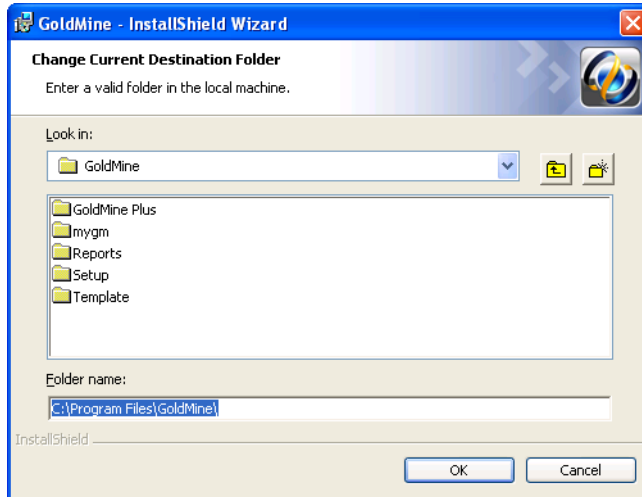 GoldMine - InstallShield Wizard
Change Current Destination Folder
Enter a valid folder in the local machine.
Look in:
GoldMine
GoldMine Plus
mygm
Reports
Setup
Template
Folder name:
C:\Program Files\GoldMine\
InstallShield
OK Cancel